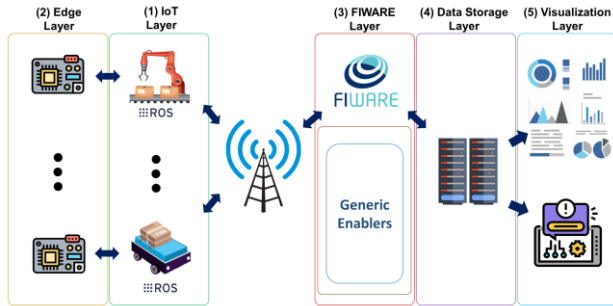 (2) Edge
Layer
(1) IoT
Layer
(3) FIWARE
Layer
(4) Data Storage
Layer
(5) Visualization
Layer
ROS
FIWARE
Generic
Enablers
ROS